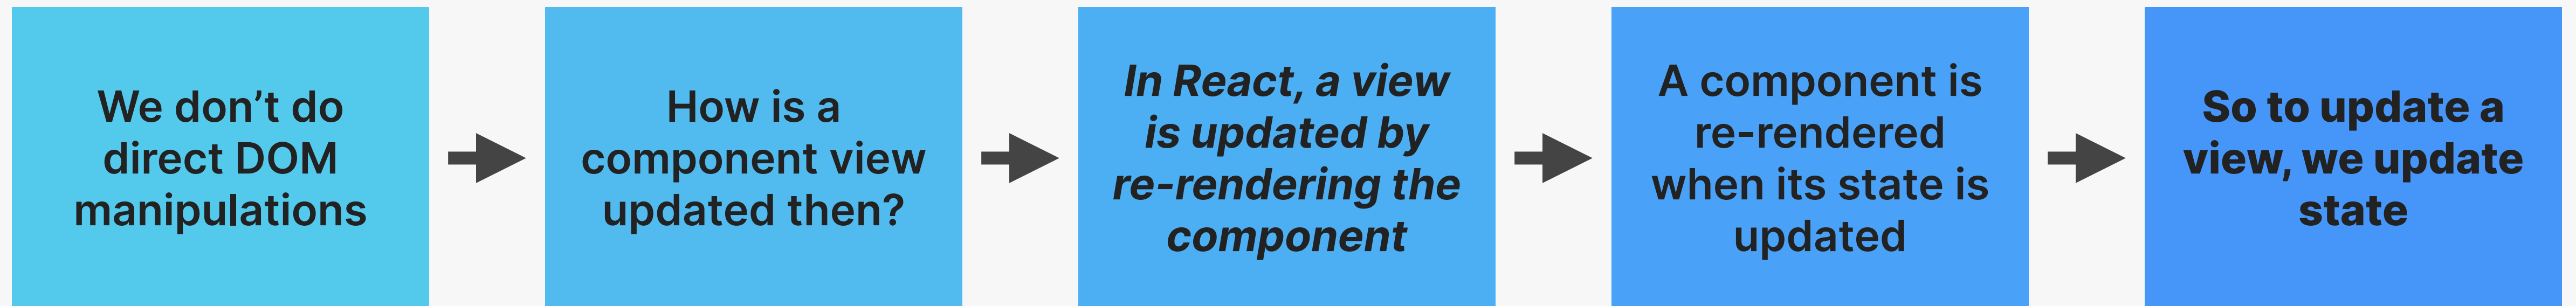 We don’t do
direct DOM
manipulations
How is a
component view
updated then?
In React, a view
is updated by
re-rendering the
component
A component is
re-rendered
when its state is
updated
So to update a
view, we update
state